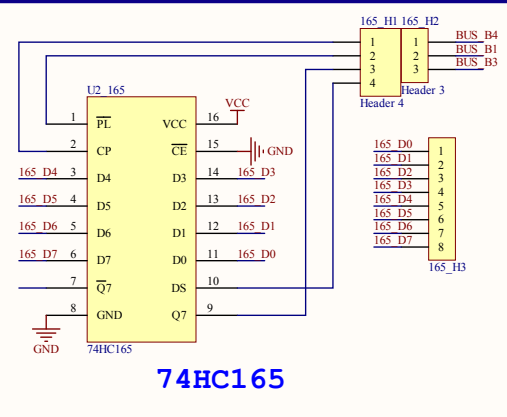 165_H1 165_H2
1 1 BUS_B4
2 2 BUS_B1
3 3 BUS_B3
4
Header 4
Header 3
U2_165
VCC
1 PL VCC 16
2 CP CE 15 GND
165_D4 3 D4 D3 14 165_D3
165_D5 4 D5 D2 13 165_D2
165_D6 5 D6 D1 12 165_D1
165_D7 6 D7 D0 11 165_D0
7 Q7 DS 10
8 GND Q7 9
GND
74HC165
165_D0 1
165_D1 2
165_D2 3
165_D3 4
165_D4 5
165_D5 6
165_D6 7
165_D7 8
165_H3
74HC165